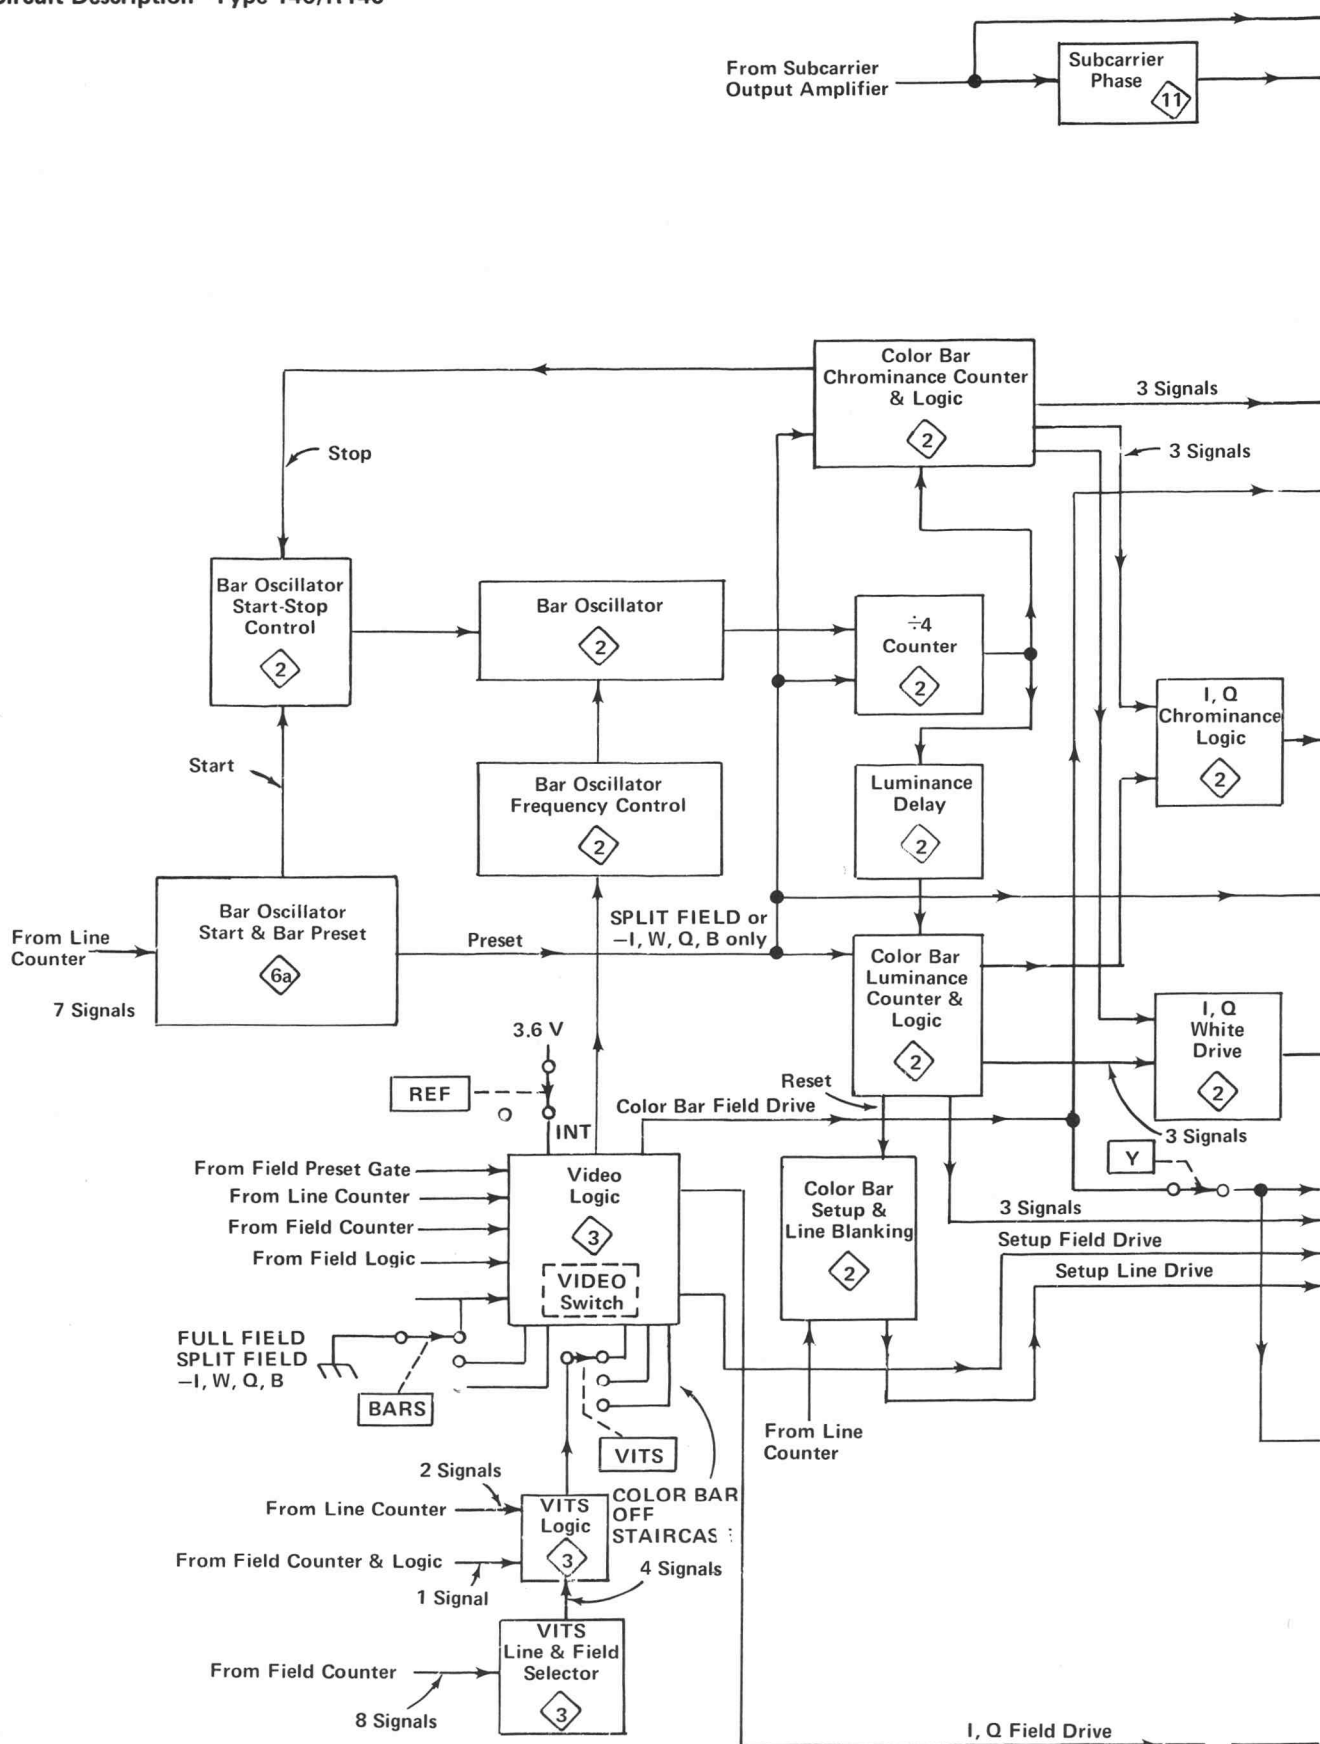 From Subcarrier
Output Amplifier
Subcarrier
Phase
11
Color Bar
Chrominance Counter
& Logic
2
3 Signals
3 Signals
Stop
Bar Oscillator
Start-Stop
Control
2
Bar Oscillator
2
÷4
Counter
2
I, Q
Chrominance
Logic
2
Start
Bar Oscillator
Frequency Control
2
Luminance
Delay
2
From Line
Counter
7 Signals
Bar Oscillator
Start & Bar Preset
6a
Preset
SPLIT FIELD or
–I, W, Q, B only
Color Bar
Luminance
Counter &
Logic
2
I, Q
White
Drive
2
3.6 V
REF
INT
Reset
Color Bar Field Drive
3 Signals
Y
From Field Preset Gate
From Line Counter
From Field Counter
From Field Logic
Video
Logic
3
VIDEO
Switch
Color Bar
Setup &
Line Blanking
2
3 Signals
Setup Field Drive
Setup Line Drive
FULL FIELD
SPLIT FIELD
–I, W, Q, B
BARS
VITS
From Line
Counter
2 Signals
From Line Counter
From Field Counter & Logic
1 Signal
VITS
Logic
3
COLOR BAR
OFF
4 Signals
VITS
Line & Field
Selector
3
From Field Counter
8 Signals
I, Q Field Drive